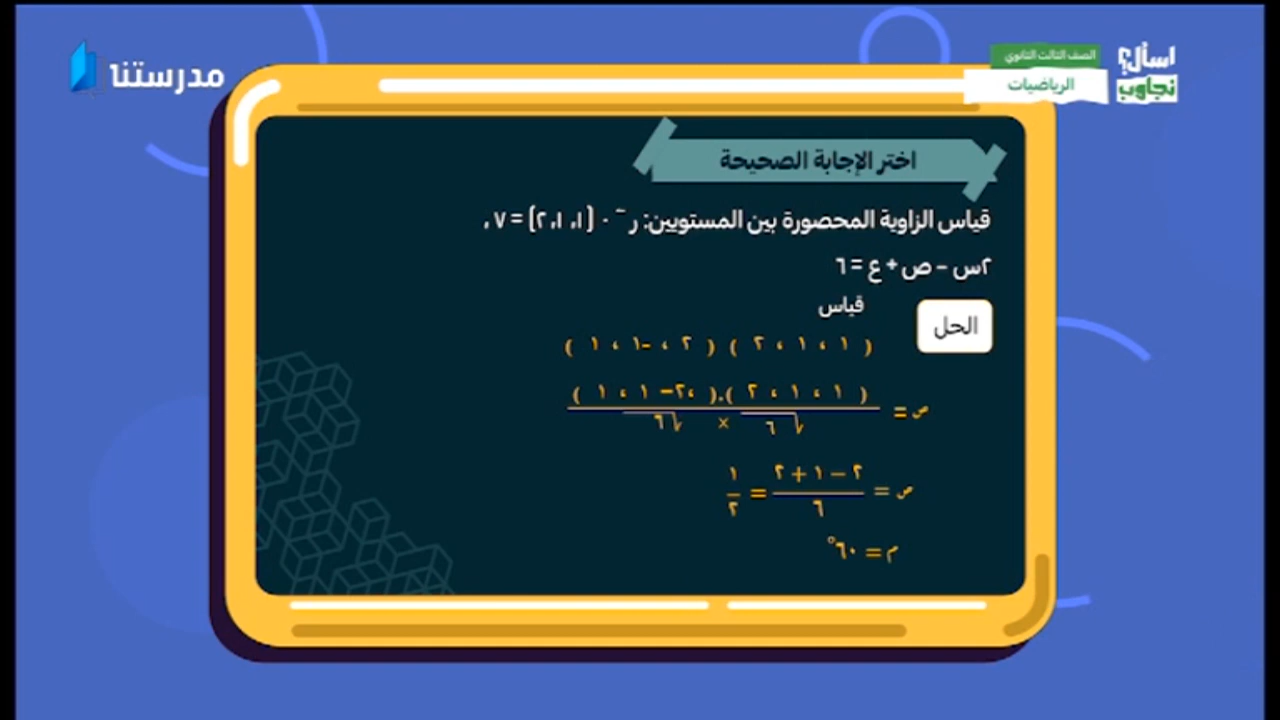 مدرستنا
اسأل؟
نجاوب
الصف الثالث الثانوي
الرياضيات
اختر الإجابة الصحيحة
قياس الزاوية المحصورة بين المستويين: ر⁻ ٠ (١، ١، ٢) = ٧ ،
٢س - ص + ع = ٦
قياس
الحل
( ١ ، ١ ، ٢ ) ( ٢ ، -١ ، ١ )
ص = ( ١ ، ١ ، ٢ ).( ،٢- ١ ، ١ ) / √٦ × √٦
ص = ٢ - ١ + ٢ / ٦ = ١ / ٢
م = ٦٠°